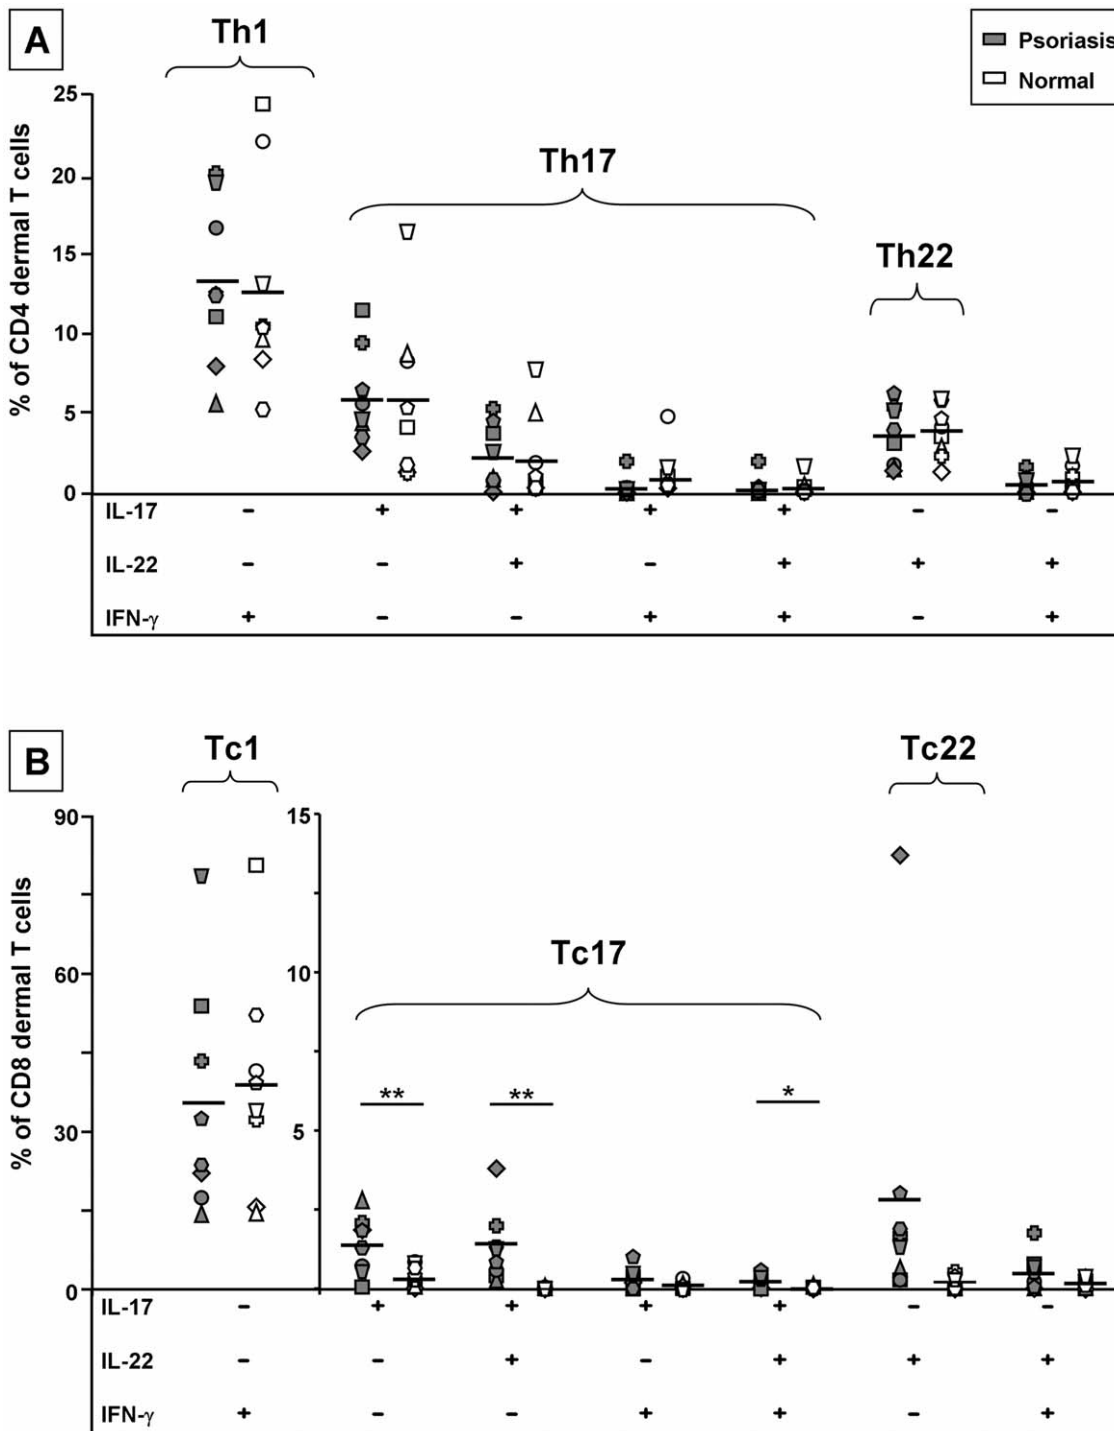 A
Th1
Psoriasis
Normal
25
% of CD4 dermal T cells
Th17
20
15
Th22
10
5
0
IL-17 – + + + + – –
IL-22 – – + – + + +
IFN-γ + – – + + – +
B
Tc1
Tc22
90
15
% of CD8 dermal T cells
Tc17
60
10
** ** *
30
5
0
IL-17 – + + + + – –
IL-22 – – + – + + +
IFN-γ + – – + + – +